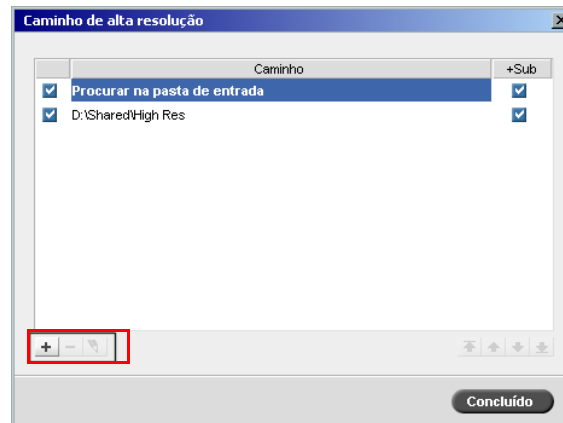 Caminho de alta resolução
Caminho +Sub
Procurar na pasta de entrada
D:\Shared\High Res
Concluído